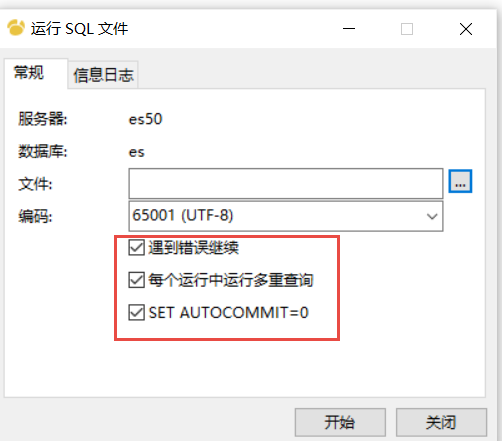 运行 SQL 文件
常规 信息日志
服务器: es50
数据库: es
文件: ...
编码: 65001 (UTF-8)
遇到错误继续
每个运行中运行多重查询
SET AUTOCOMMIT=0
开始 关闭